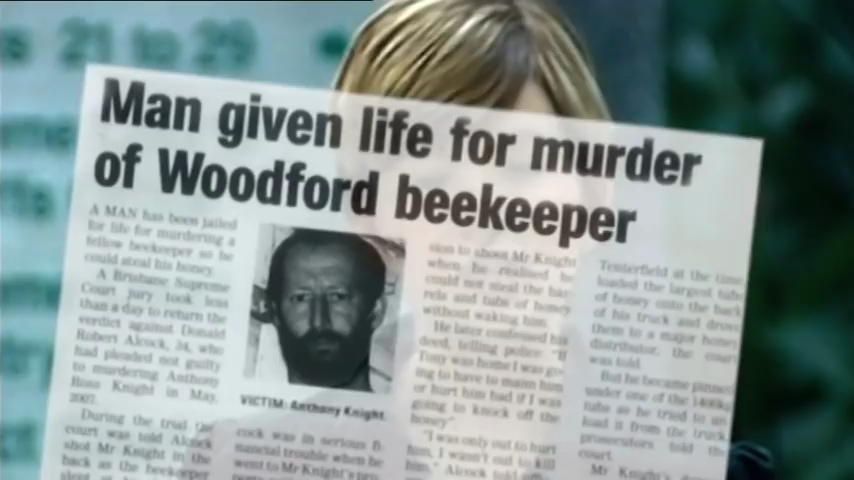 s 21 to 29
Man given life for murder
of Woodford beekeeper
A MAN has been jailed
for life for murdering a
fellow beekeeper so he
could steal his honey.
A Brisbane Supreme
Court jury took less
than a day to return the
verdict against Donald
Robert Alcock, 34, who
had pleaded not guilty
to murdering Anthony
Ross Knight in May,
2007.
During the trial the
court was told Alcock
shot Mr Knight in the
back as the beekeeper
VICTIM: Anthony Knight
cock was in serious fi-
nancial trouble when he
went to Mr Knight's
sion to shoot Mr Knight
when he realised he
could not steal the bar-
rels and tubs of honey
without waking him.
He later confessed his
deed, telling police: "If
Tony was home I was go-
ing to have to maim him
or hurt him bad if I was
going to knock off the
honey"
"I was only out to hurt
him, I wasn't out to kill
him," Alcock told
Tenterfield at the time
loaded the largest tubs
of honey onto the back
of his truck and drove
them to a major honey
distributor, the court
was told.
But he became pinned
under one of the 1400kg
tubs as he tried to un-
load it from the truck,
prosecutors told the
court.
Mr Knight's